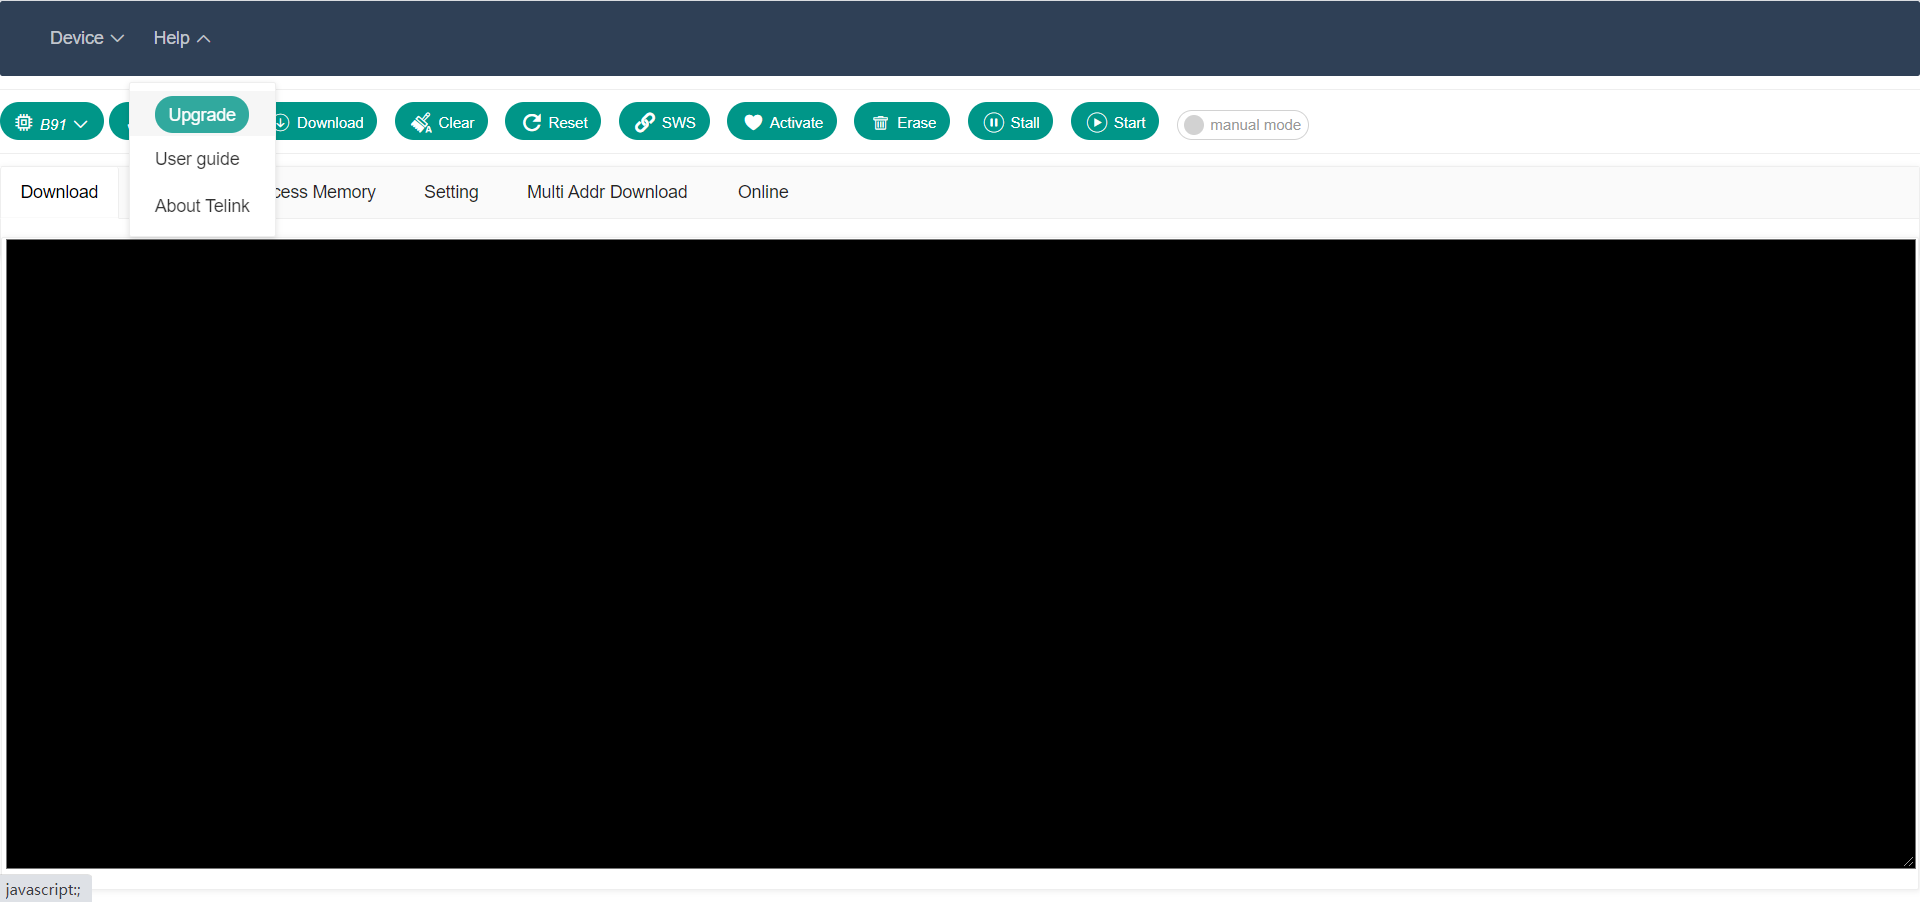 Device Help
Upgrade
User guide
About Telink
B91 Download Clear Reset SWS Activate Erase Stall Start manual mode
Download cess Memory Setting Multi Addr Download Online
javascript:;